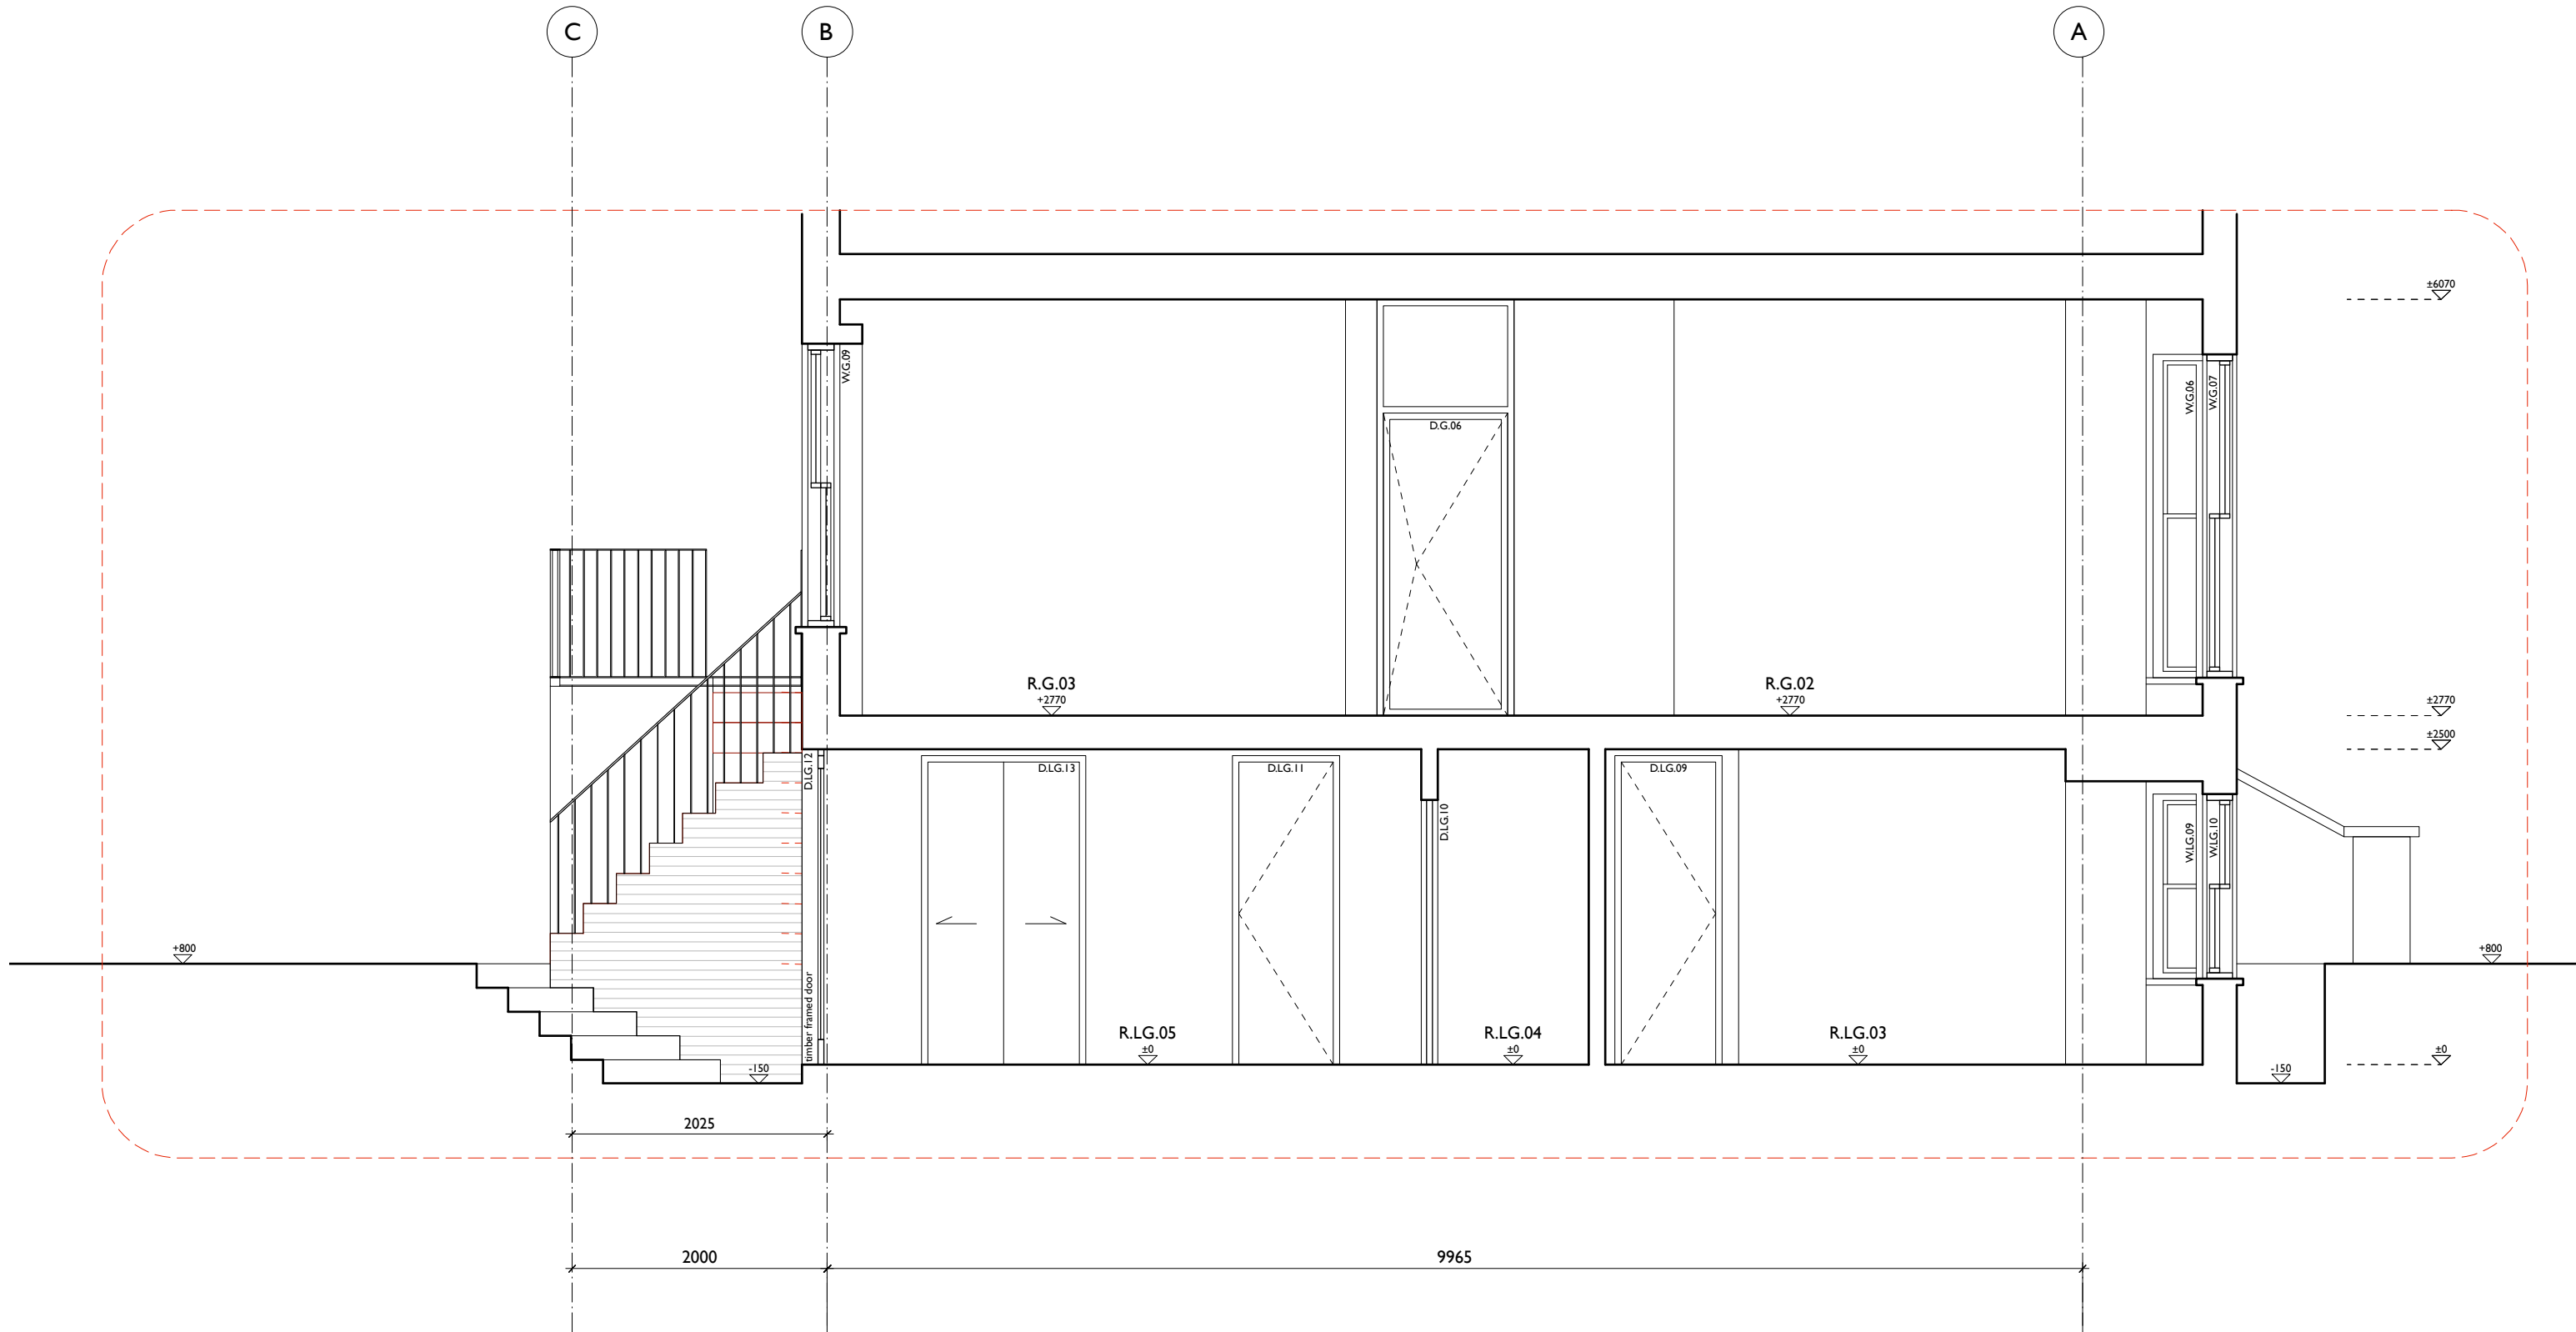 C
B
A
±6070
W.G.09
W.G.06
W.G.07
D.G.06
R.G.03
+2770
R.G.02
+2770
±2770
±2500
D.LG.12
D.LG.13
D.LG.11
D.LG.09
D.LG.10
W.LG.09
W.LG.10
+800
+800
timber framed door
R.LG.05
±0
R.LG.04
±0
R.LG.03
±0
±0
-150
-150
2025
2000
9965